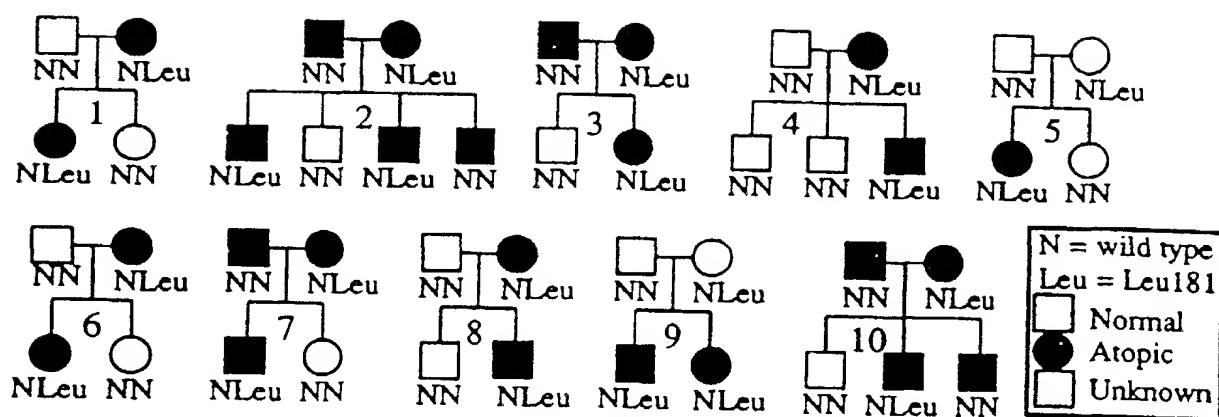 NN NLeu NN NLeu NN NLeu NN NLeu NN NLeu
1 2 3 4 5
NLeu NN NLeu NN NLeu NN NN NLeu NN NN NLeu NLeu NN
NN NLeu NN NLeu NN NLeu NN NLeu NN NLeu
6 7 8 9 10
NLeu NN NLeu NN NN NLeu NLeu NLeu NN NLeu NN
N = wild type
Leu = Leu181
Normal
Atopic
Unknown